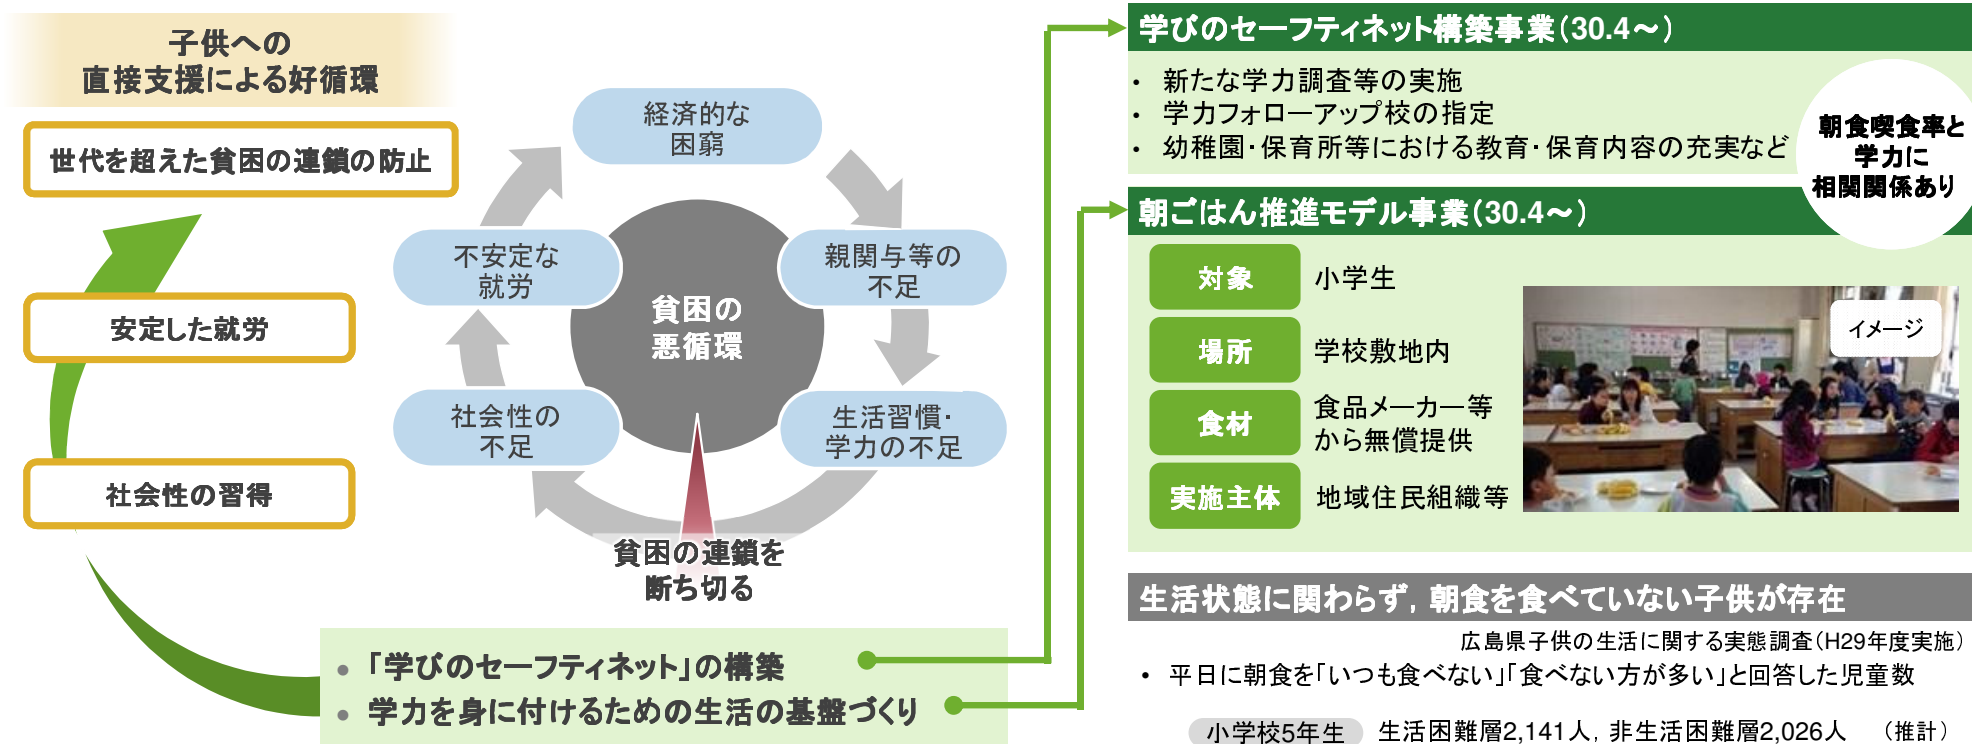 子供への
直接支援による好循環
世代を超えた貧困の連鎖の防止
安定した就労
社会性の習得
経済的な
困窮
親関与等の
不足
生活習慣・
学力の不足
社会性の
不足
不安定な
就労
貧困の
悪循環
貧困の連鎖を
断ち切る
● 「学びのセーフティネット」の構築
● 学力を身に付けるための生活の基盤づくり
学びのセーフティネット構築事業(30.4～)
・ 新たな学力調査等の実施
・ 学力フォローアップ校の指定
・ 幼稚園・保育所等における教育・保育内容の充実など
朝食喫食率と
学力に
相関関係あり
朝ごはん推進モデル事業(30.4～)
対象 小学生
場所 学校敷地内
食材 食品メーカー等
から無償提供
実施主体 地域住民組織等
イメージ
生活状態に関わらず，朝食を食べていない子供が存在
広島県子供の生活に関する実態調査(H29年度実施)
・ 平日に朝食を「いつも食べない」「食べない方が多い」と回答した児童数
小学校5年生 生活困難層2,141人，非生活困難層2,026人 （推計）